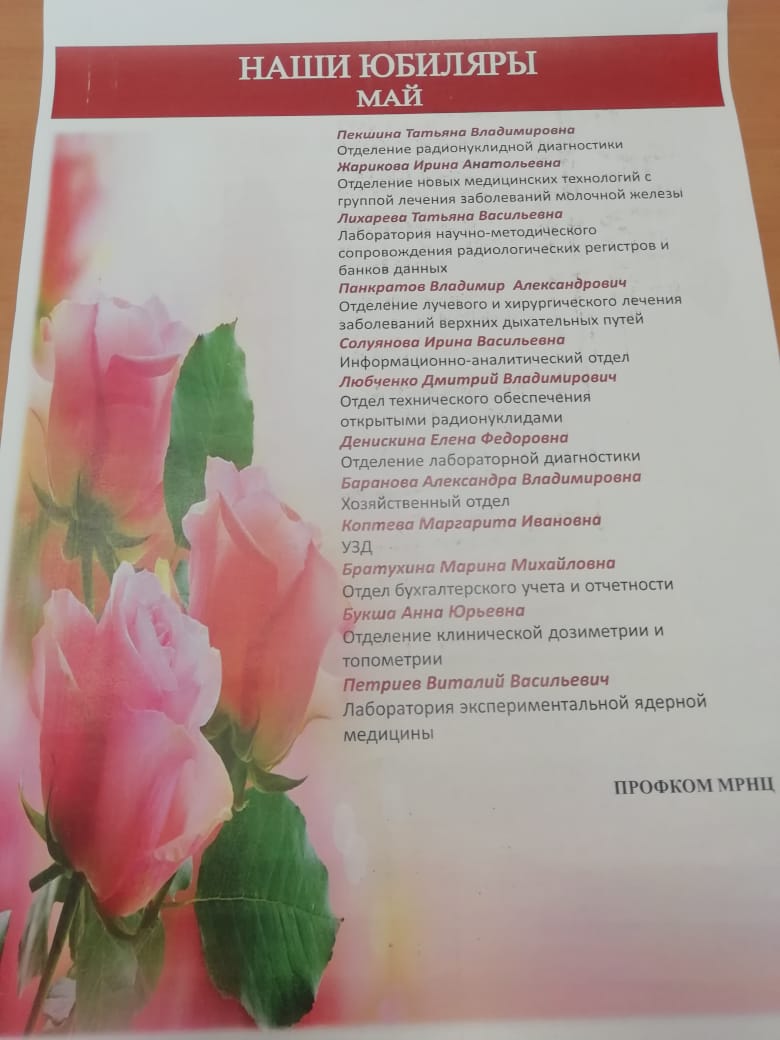 НАШИ ЮБИЛЯРЫ
МАЙ
Пекшина Татьяна Владимировна
Отделение радионуклидной диагностики
Жарикова Ирина Анатольевна
Отделение новых медицинских технологий с
группой лечения заболеваний молочной железы
Лихарева Татьяна Васильевна
Лаборатория научно-методического
сопровождения радиологических регистров и
банков данных
Панкратов Владимир Александрович
Отделение лучевого и хирургического лечения
заболеваний верхних дыхательных путей
Солуянова Ирина Васильевна
Информационно-аналитический отдел
Любченко Дмитрий Владимирович
Отдел технического обеспечения
открытыми радионуклидами
Денискина Елена Федоровна
Отделение лабораторной диагностики
Баранова Александра Владимировна
Хозяйственный отдел
Коптева Маргарита Ивановна
УЗД
Братухина Марина Михайловна
Отдел бухгалтерского учета и отчетности
Букша Анна Юрьевна
Отделение клинической дозиметрии и
топометрии
Петриев Виталий Васильевич
Лаборатория экспериментальной ядерной
медицины
ПРОФКОМ МРНЦ